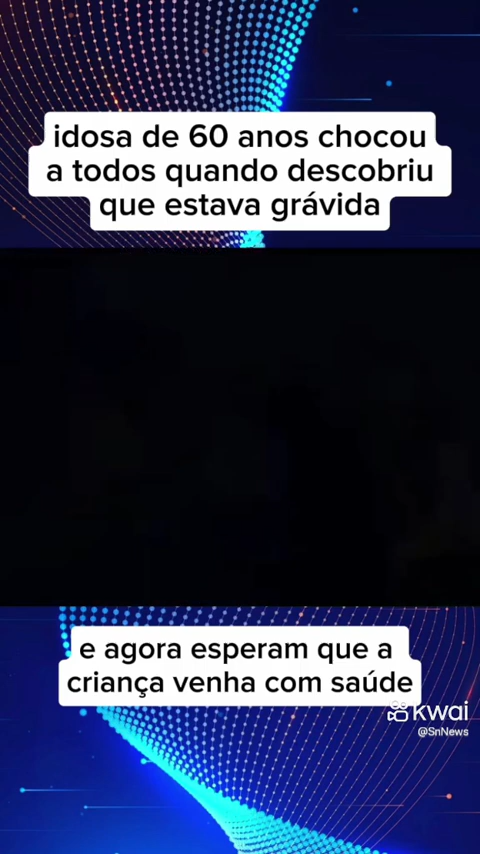 idosa de 60 anos chocou
a todos quando descobriu
que estava grávida
e agora esperam que a
criança venha com saúde
kwai
@SnNews